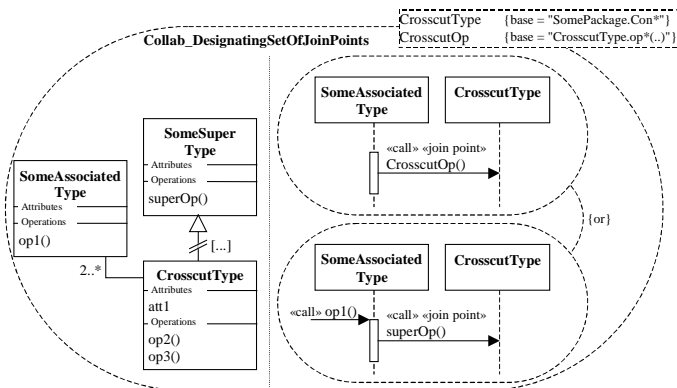 CrosscutType {base = "SomePackage.Con*"}
CrosscutOp {base = "CrosscutType.op*(..)"}
Collab_DesignatingSetOfJoinPoints
SomeAssociated
Type
Attributes
Operations
op1()
2..*
SomeSuper
Type
Attributes
Operations
superOp()
[...]
CrosscutType
Attributes
att1
Operations
op2()
op3()
SomeAssociated
Type
CrosscutType
«call» «join point»
CrosscutOp()
{or}
SomeAssociated
Type
CrosscutType
«call» op1()
«call» «join point»
superOp()